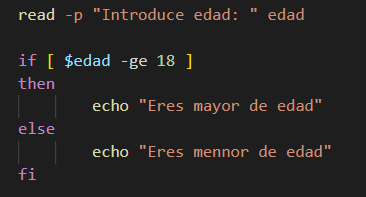 read -p "Introduce edad: " edad
if [ $edad -ge 18 ]
then
echo "Eres mayor de edad"
else
echo "Eres mennor de edad"
fi